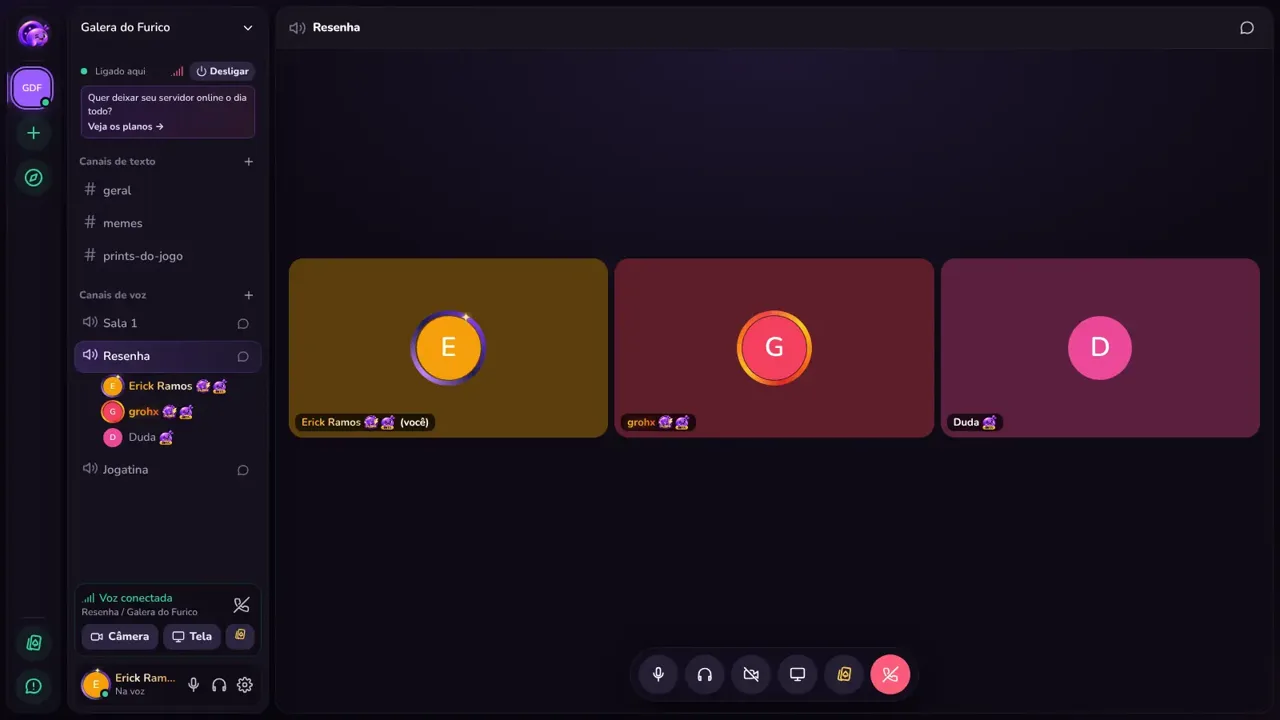 Galera do Furico
Resenha
GDF
Ligado aqui
Desligar
Quer deixar seu servidor online o dia
todo?
Veja os planos →
Canais de texto
# geral
# memes
# prints-do-jogo
Canais de voz
Sala 1
Resenha
E Erick Ramos
G grohx
D Duda
Jogatina
E
Erick Ramos (você)
G
grohx
D
Duda
Voz conectada
Resenha / Galera do Furico
Câmera
Tela
E
Erick Ram...
Na voz